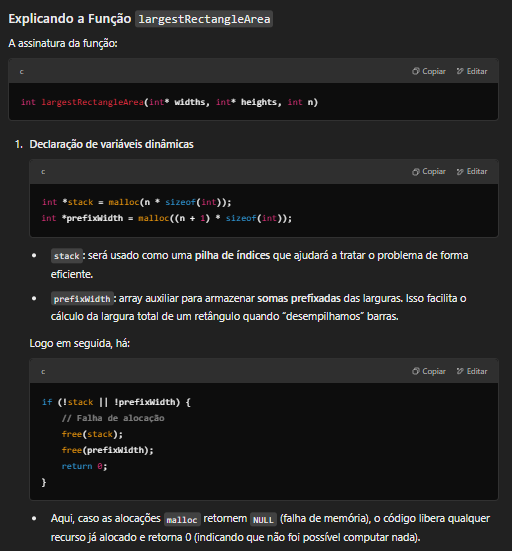 Explicando a Função largestRectangleArea
A assinatura da função:
c
Copiar
Editar
int largestRectangleArea(int* widths, int* heights, int n)
1. Declaração de variáveis dinâmicas
c
Copiar
Editar
int *stack = malloc(n * sizeof(int));
int *prefixWidth = malloc((n + 1) * sizeof(int));
• stack: será usado como uma pilha de índices que ajudará a tratar o problema de forma
eficiente.
• prefixWidth: array auxiliar para armazenar somas prefixadas das larguras. Isso facilita o
cálculo da largura total de um retângulo quando “desempilhamos” barras.
Logo em seguida, há:
c
Copiar
Editar
if (!stack || !prefixWidth) {
    // Falha de alocação
    free(stack);
    free(prefixWidth);
    return 0;
}
• Aqui, caso as alocações malloc retornem NULL (falha de memória), o código libera qualquer
recurso já alocado e retorna 0 (indicando que não foi possível computar nada).